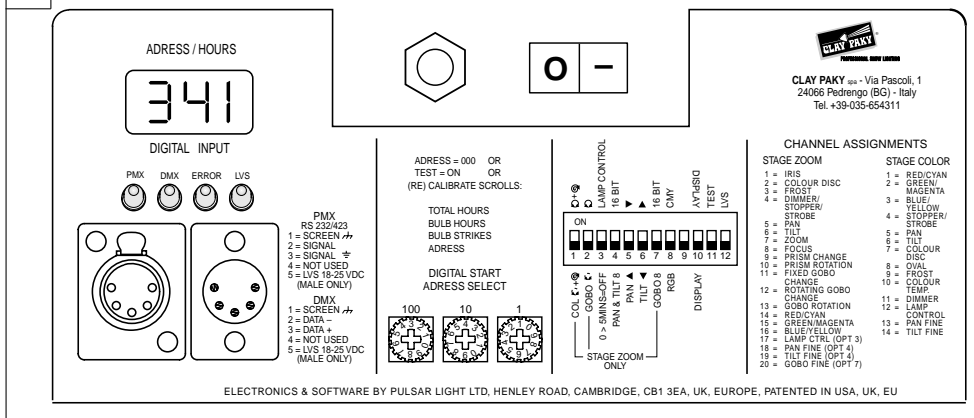 ADRESS / HOURS
341
DIGITAL INPUT
PMX DMX ERROR LVS
PMX
RS 232/423
1 = SCREEN
2 = SIGNAL
3 = SIGNAL
4 = NOT USED
5 = LVS 18-25 VDC
(MALE ONLY)
DMX
1 = SCREEN
2 = DATA –
3 = DATA +
4 = NOT USED
5 = LVS 18-25 VDC
(MALE ONLY)
O –
ADRESS = 000 OR
TEST = ON OR
(RE) CALIBRATE SCROLLS:
TOTAL HOURS
BULB HOURS
BULB STRIKES
ADRESS
DIGITAL START
ADRESS SELECT
100 10 1
LAMP CONTROL
16 BIT
16 BIT
CMY
DISPLAY
TEST
LVS
ON
1 2 3 4 5 6 7 8 9 10 11 12
COL
GOBO
0 > 5MINS=OFF
PAN & TILT 8
PAN
TILT
GOBO 8
RGB
DISPLAY
STAGE ZOOM
ONLY
CLAY PAKY
PROFESSIONAL SHOW LIGHTING
CLAY PAKY spa - Via Pascoli, 1
24066 Pedrengo (BG) - Italy
Tel. +39-035-654311
CHANNEL ASSIGNMENTS
STAGE ZOOM
1 = IRIS
2 = COLOUR DISC
3 = FROST
4 = DIMMER/
STOPPER/
STROBE
5 = PAN
6 = TILT
7 = ZOOM
8 = FOCUS
9 = PRISM CHANGE
10 = PRISM ROTATION
11 = FIXED GOBO
CHANGE
12 = ROTATING GOBO
CHANGE
13 = GOBO ROTATION
14 = RED/CYAN
15 = GREEN/MAGENTA
16 = BLUE/YELLOW
17 = LAMP CTRL (OPT 3)
18 = PAN FINE (OPT 4)
19 = TILT FINE (OPT 4)
20 = GOBO FINE (OPT 7)
STAGE COLOR
1 = RED/CYAN
2 = GREEN/
MAGENTA
3 = BLUE/
YELLOW
4 = STOPPER/
STROBE
5 = PAN
6 = TILT
7 = COLOUR
DISC
8 = OVAL
9 = FROST
10 = COLOUR
TEMP.
11 = DIMMER
12 = LAMP
CONTROL
13 = PAN FINE
14 = TILT FINE
ELECTRONICS & SOFTWARE BY PULSAR LIGHT LTD, HENLEY ROAD, CAMBRIDGE, CB1 3EA, UK, EUROPE, PATENTED IN USA, UK, EU